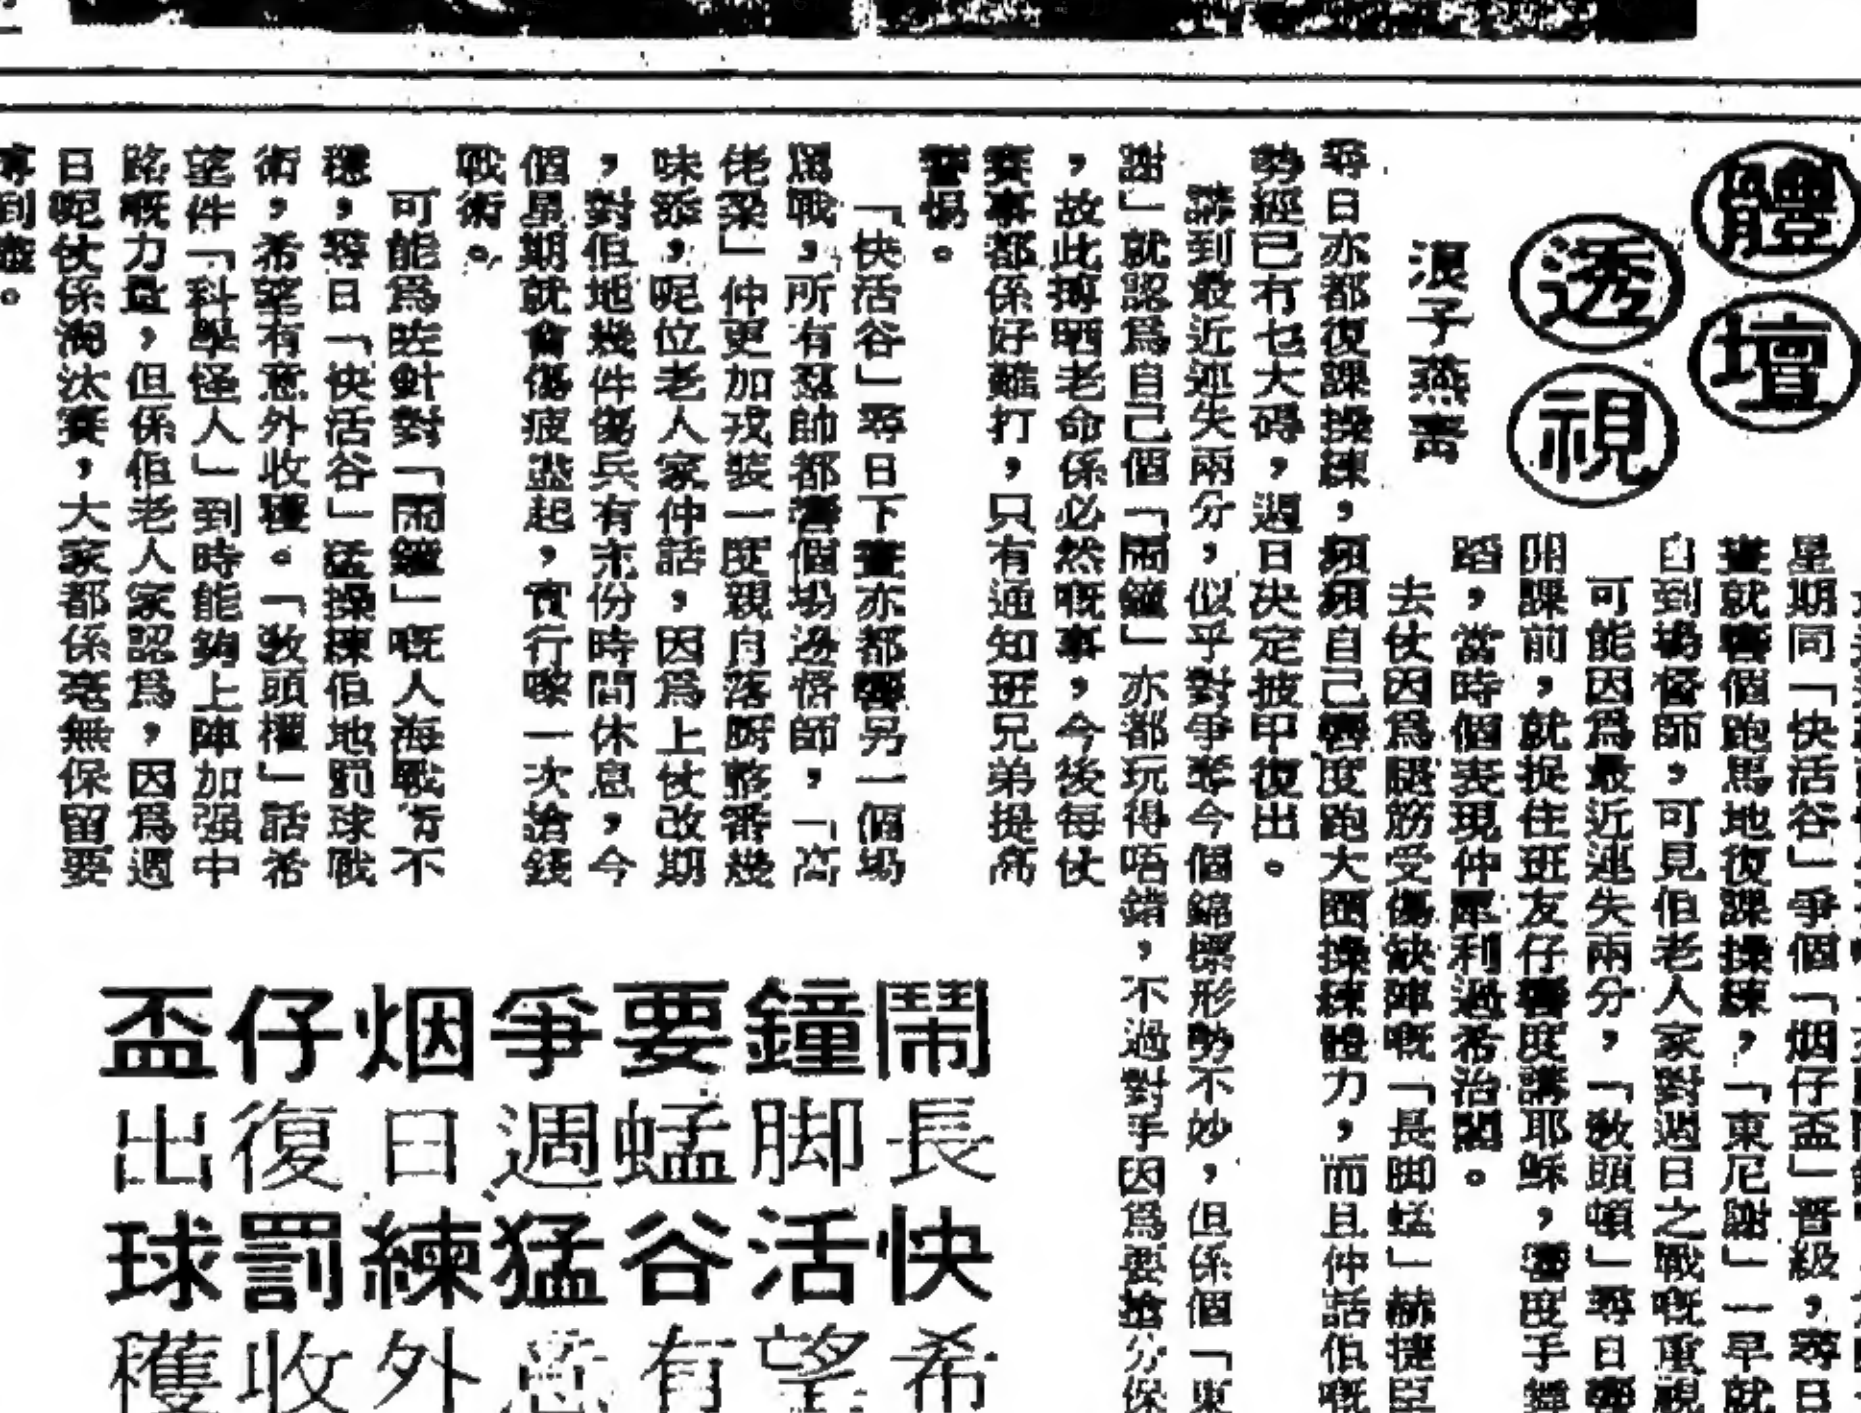 體壇
透視
浪子燕青
星期同「快活谷」爭個「烟仔盃」晋級，尋日
晝就響個跑馬地復課操練，「東尼謝」一早就
自到場督師，可見佢老人家對週日之戰嘅重視
可能因爲最近連失兩分，「敎頭頓」尋日響
開課前，就捉住班友仔響度講耶穌，響度手舞
蹈，當時個表現仲犀利過希治閣。
去仗因爲腿筋受傷缺陣嘅「長脚蜢」赫捷臣
尋日亦都復課操練，頻頻自己響度跑大圈操練體力，而且仲話佢嘅
勢經已冇乜大碍，週日决定披甲復出。
講到最近連失兩分，似乎對爭奪今個錦標形勢不妙，但係個「東
謝」就認爲自己個「鬧鐘」亦都玩得唔錯，不過對手因爲要搶分保
，故此搏晒老命係必然嘅事，今後每仗
賽事都係好難打，只有通知班兄弟提高
警惕。
「快活谷」尋日下晝亦都響另一個場
爲戰，所有惡帥都響個場邊督師，「高
佬梁」仲更加戎裝一度親自落脚整番幾
味添，呢位老人家仲話，因爲上仗改期
，對佢地幾件傷兵有充份時間休息，今
個星期就會傷疲盡起，實行嚟一次搶錢
戰術。
可能爲咗針對「鬧鐘」嘅人海戰術不
穩，尋日「快活谷」猛操練佢地罰球戰
術，希望有意外收穫。「敎頭權」話希
望件「科學怪人」到時能夠上陣加强中
路嘅力量，但係佢老人家認爲，因爲週
日呢仗係淘汰賽，大家都係毫無保留要
鬧鐘要爭烟仔盃
長脚蜢週日復出
快活谷猛練罰球
希望有意外收穫